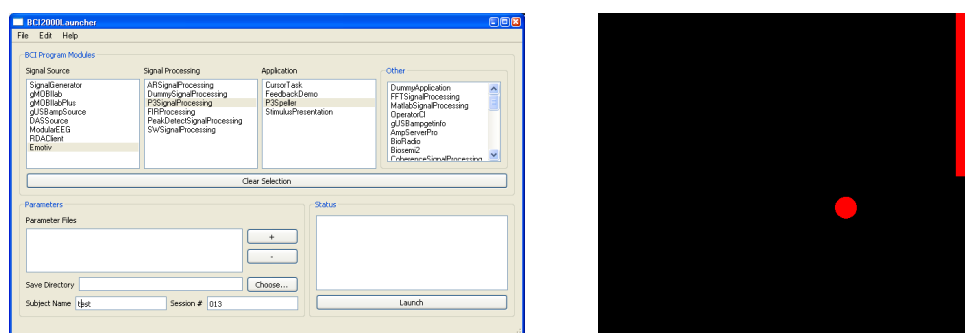 BCI2000Launcher
File Edit Help
BCI Program Modules
Signal Source
SignalGenerator
gMOBIlab
gMOBIlabPlus
gUSBampSource
DASSource
ModularEEG
RDAClient
Emotiv
Signal Processing
ARSignalProcessing
DummySignalProcessing
P3SignalProcessing
FIRProcessing
PeakDetectSignalProcessing
SWSignalProcessing
Application
CursorTask
FeedbackDemo
P3Speller
StimulusPresentation
Other
DummyApplication
FFTSignalProcessing
MatlabSignalProcessing
OperatorCI
gUSBampgetinfo
AmpServerPro
BioRadio
Biosemi2
CoherenceSignalProcessing
Clear Selection
Parameters
Parameter Files
+
-
Save Directory
Choose...
Subject Name test
Session # 013
Status
Launch